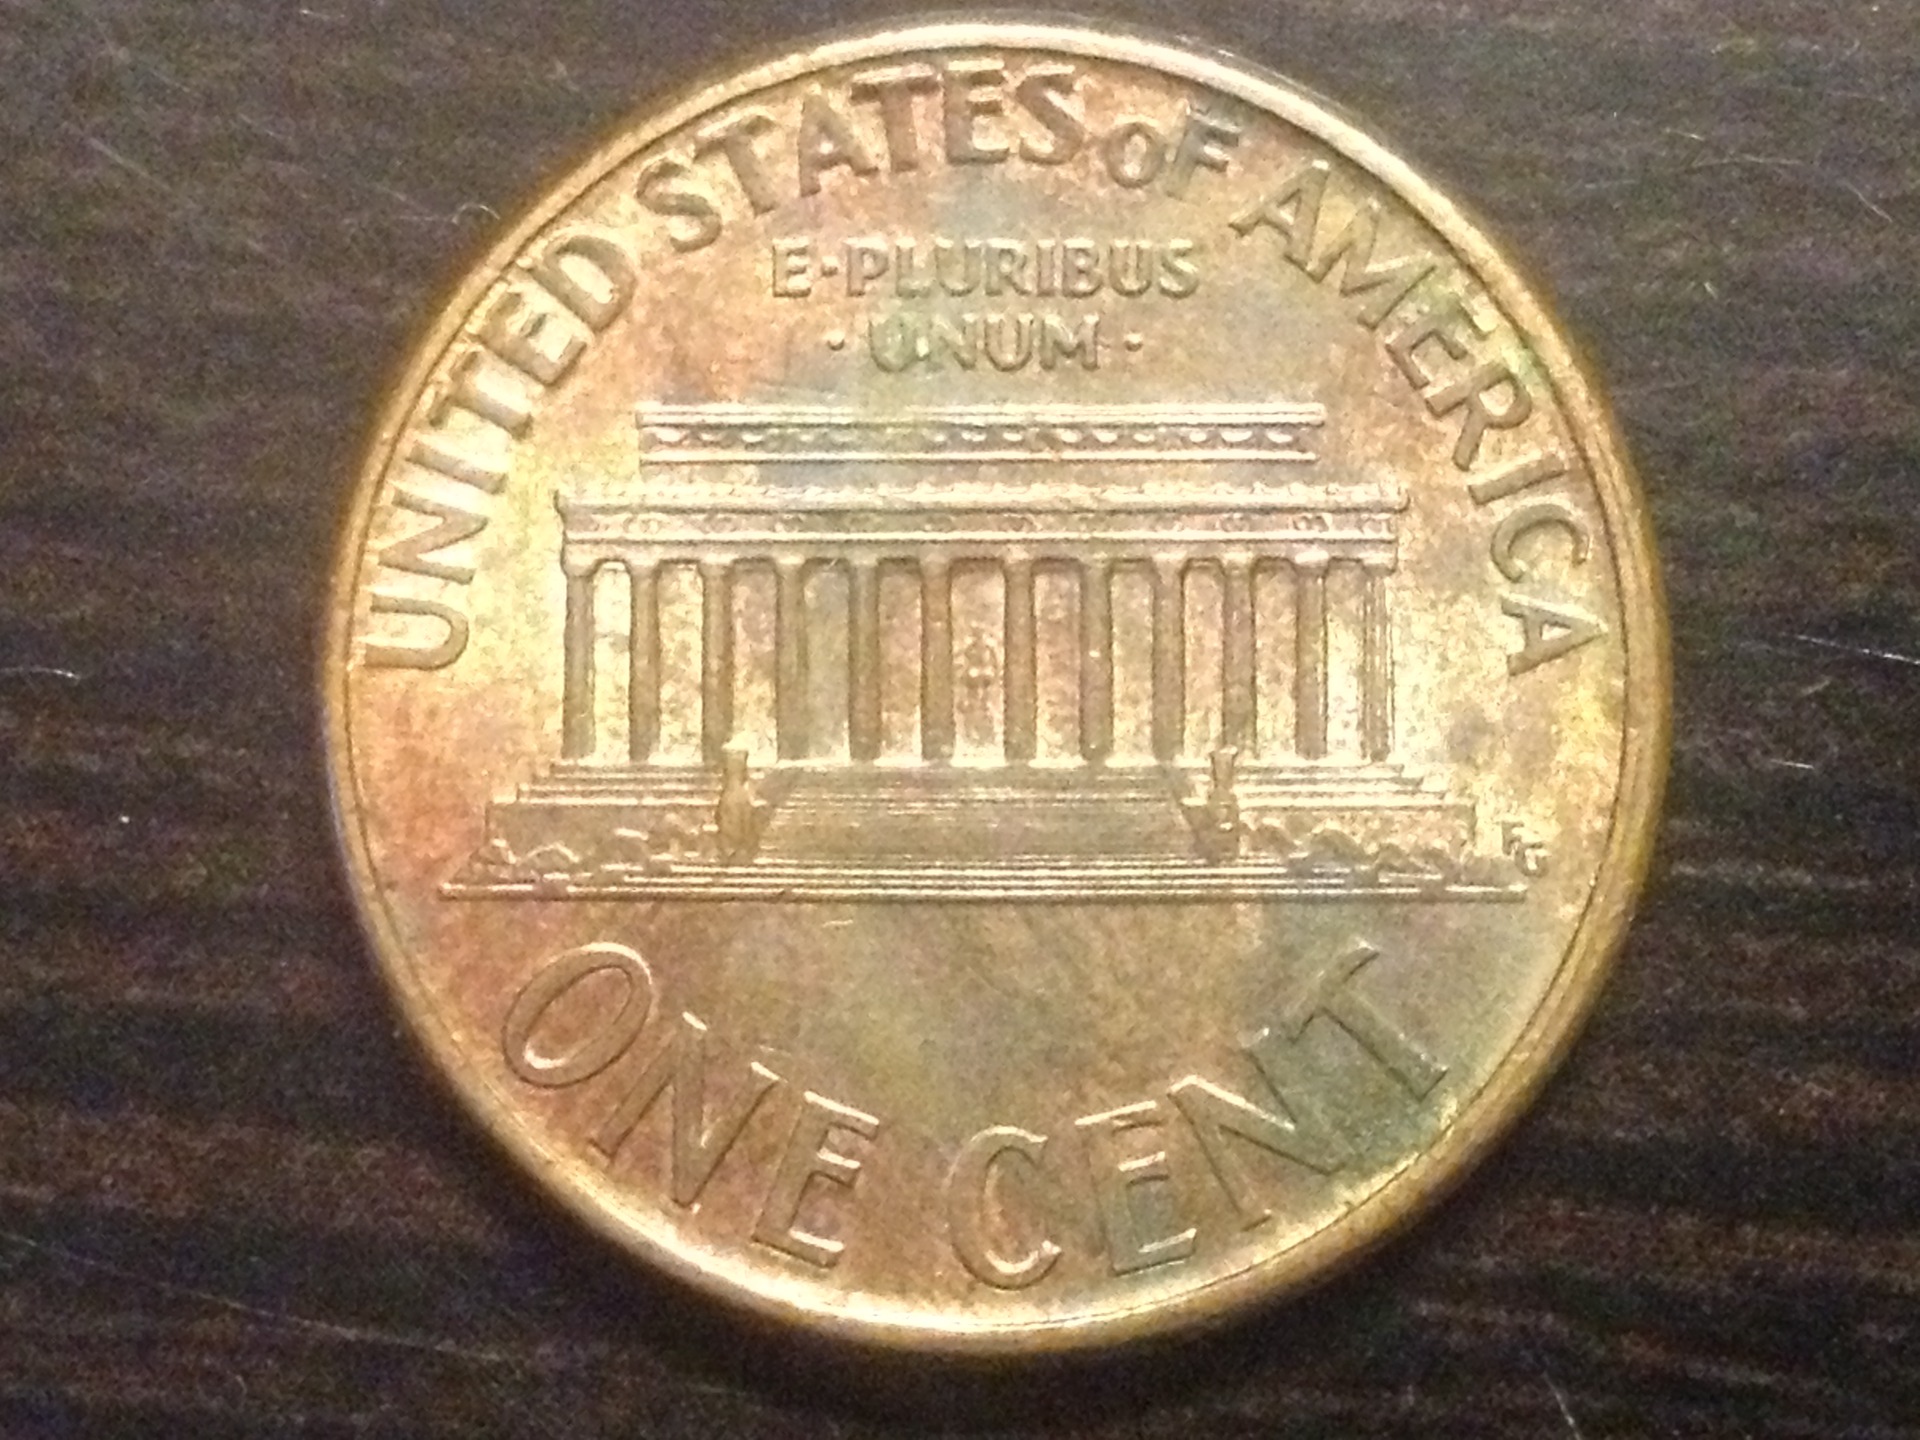 UNITED STATES OF AMERICA
E·PLURIBUS
·UNUM·
FG
ONE CENT